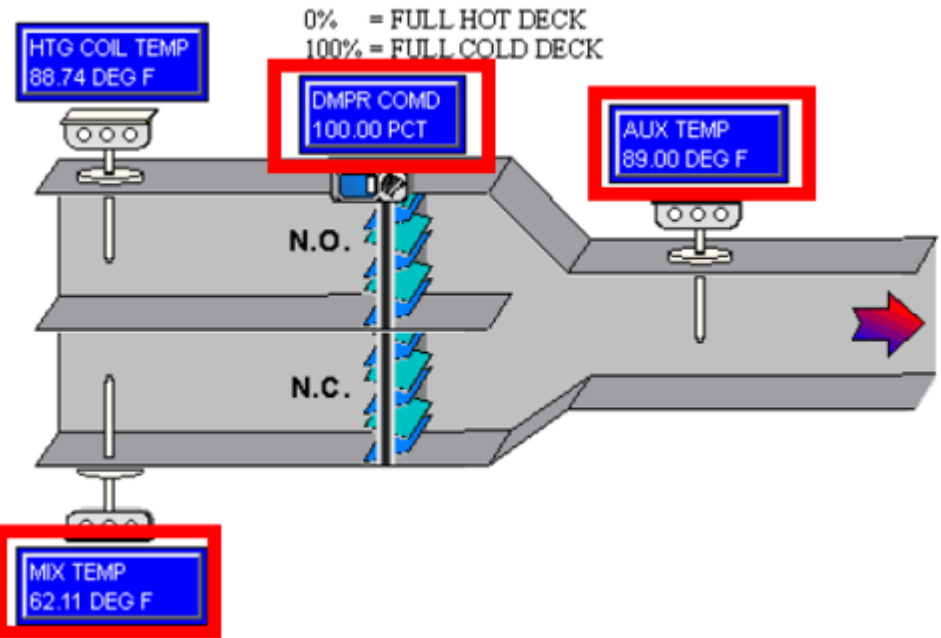 0% = FULL HOT DECK
100% = FULL COLD DECK
HTG COIL TEMP
88.74 DEG F
DMPR COMD
100.00 PCT
AUX TEMP
89.00 DEG F
N.O.
N.C.
MIX TEMP
62.11 DEG F